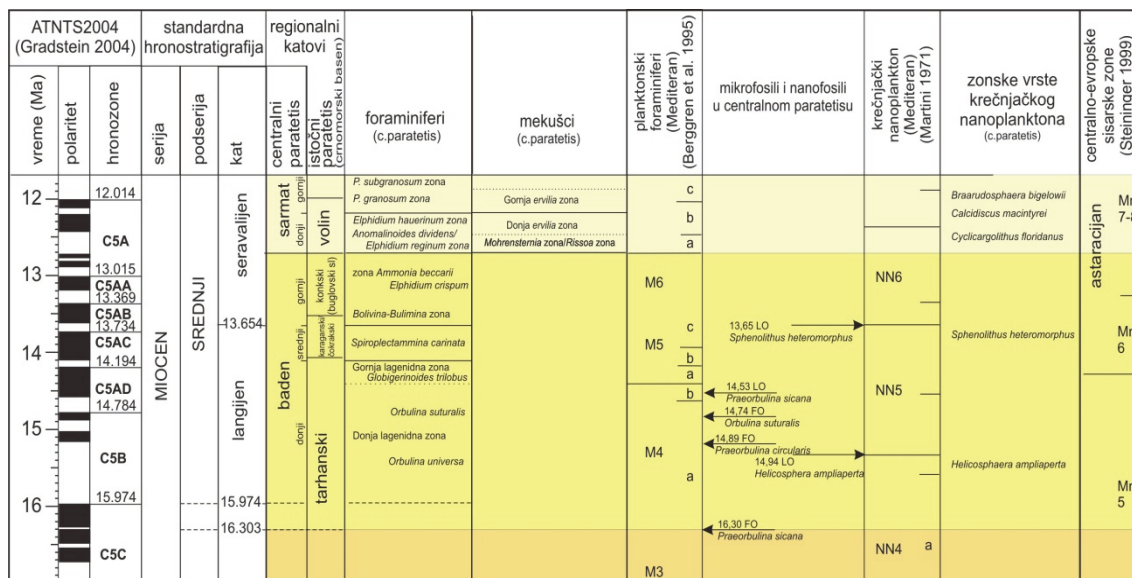 ATNTS2004
(Gradstein 2004)
standardna
hronostratigrafija
regionalni
katovi
vreme (Ma)
polaritet
hronozone
serija
podserija
kat
centralni
paratetis
istočni
paratetis
(crnomorski basen)
foraminiferi
(c.paratetis)
mekušci
(c.paratetis)
planktonski
foraminiferi
(Mediteran)
(Berggren et al. 1995)
mikrofosili i nanofosili
u centralnom paratetisu
krečnjački
nanoplankton
(Mediteran)
(Martini 1971)
zonske vrste
krečnjačkog
nanoplanktona
(c.paratetis)
centralno-evropske
sisarske zone
(Steininger 1999)
12
13
14
15
16
12.014
C5A
13.015
C5AA
13.369
C5AB
13.734
C5AC
14.194
C5AD
14.784
C5B
15.974
C5C
MIOCEN
SREDNJI
seravalijen
13.654
langijen
15.974
16.303
sarmat
gornji
donji
baden
gornji
srednji
donji
volin
konkski
(buglovski sl)
karaganski/
čokrakski
tarhanski
P. subgranosum zona
P. granosum zona
Elphidium hauerinum zona
Anomalinoides dividens/
Elphidium reginum zona
zona Ammonia beccarii
Elphidium crispum
Bolivina-Bulimina zona
Spiroplectammina carinata
Gornja lagenidna zona
Globigerinoides trilobus
Orbulina suturalis
Donja lagenidna zona
Orbulina universa
Gornja ervilia zona
Donja ervilia zona
Mohrensternia zona/Rissoa zona
c
b
a
M6
c
M5
b
a
b
M4
a
M3
13,65 LO
Sphenolithus heteromorphus
14,53 LO
Praeorbulina sicana
14,74 FO
Orbulina suturalis
14,89 FO
Praeorbulina circularis
14,94 LO
Helicosphera ampliaperta
16,30 FO
Praeorbulina sicana
NN6
NN5
NN4
a
Braarudosphaera bigelowii
Calcidiscus macintyrei
Cyclicargolithus floridanus
Sphenolithus heteromorphus
Helicosphaera ampliaperta
astaracijan
7-8
6
5